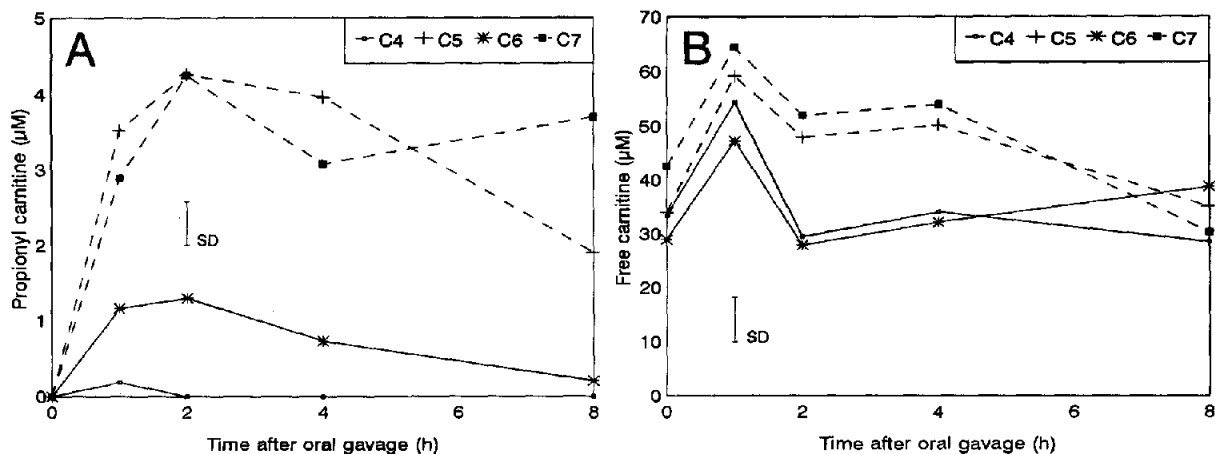 A
C4 C5 C6 C7
Propionyl carnitine (μM)
5
4
3
2
1
0
SD
0 2 4 6 8
Time after oral gavage (h)
B
C4 C5 C6 C7
Free carnitine (μM)
70
60
50
40
30
20
10
0
SD
0 2 4 6 8
Time after oral gavage (h)